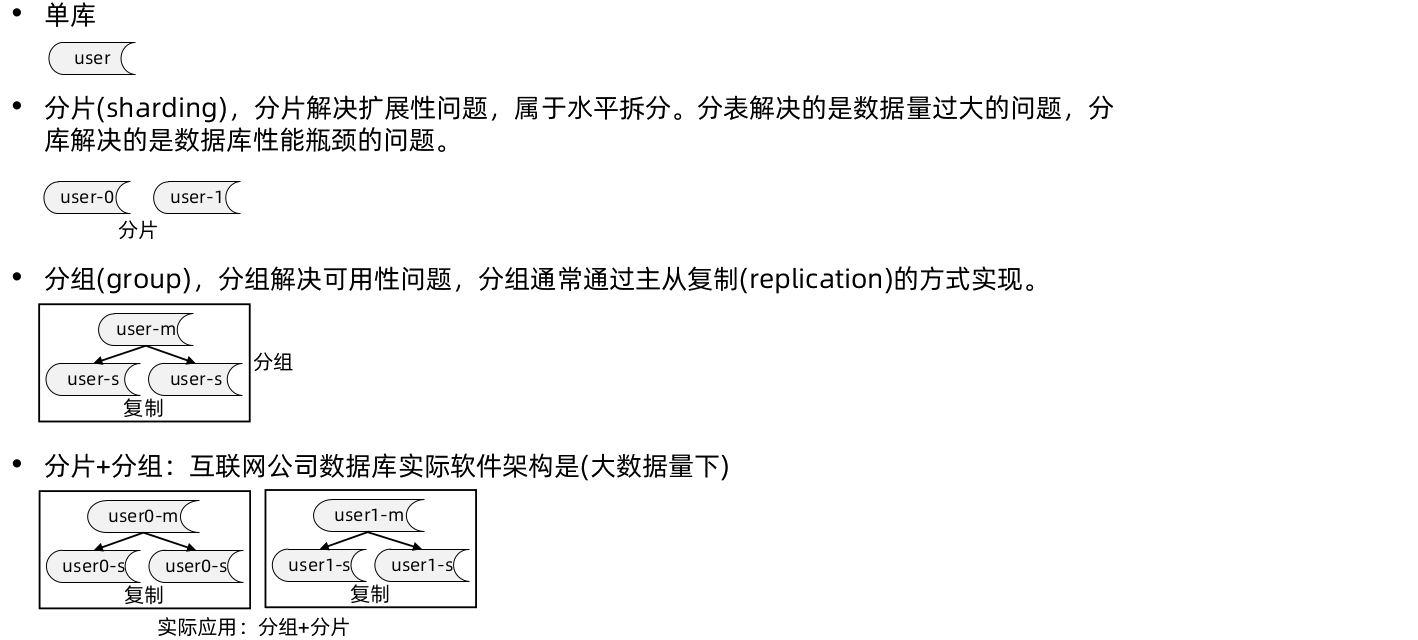 • 单库
user
• 分片(sharding)，分片解决扩展性问题，属于水平拆分。分表解决的是数据量过大的问题，分
库解决的是数据库性能瓶颈的问题。
user-0 user-1
分片
• 分组(group)，分组解决可用性问题，分组通常通过主从复制(replication)的方式实现。
user-m
分组
user-s user-s
复制
• 分片+分组：互联网公司数据库实际软件架构是(大数据量下)
user0-m user1-m
user0-s user0-s user1-s user1-s
复制 复制
实际应用：分组+分片